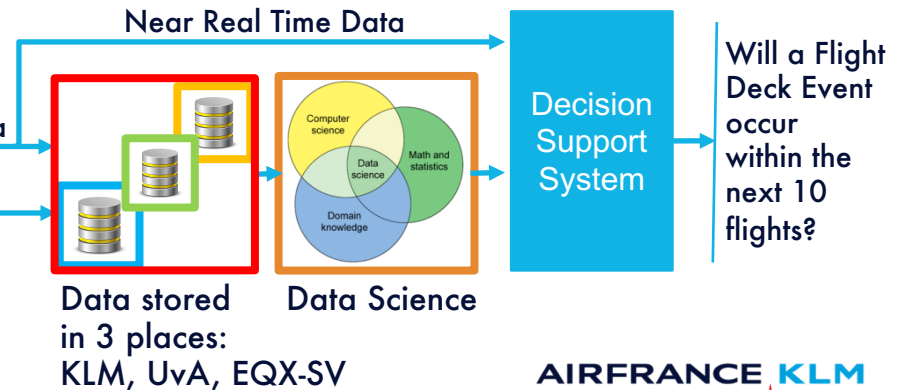 Near Real Time Data
a
Computer
science
Math and
statistics
Data
science
Domain
knowledge
Decision
Support
System
Will a Flight
Deck Event
occur
within the
next 10
flights?
Data stored
in 3 places:
KLM, UvA, EQX-SV
Data Science
AIRFRANCE KLM